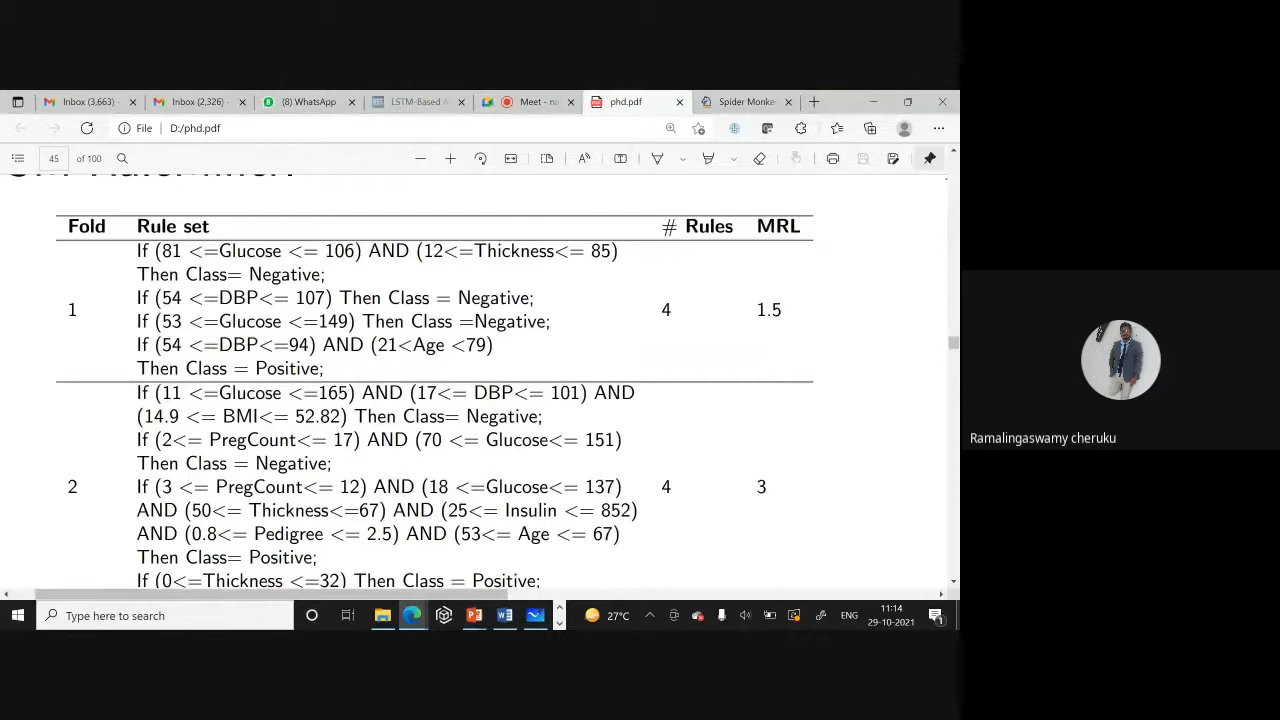 Inbox (3,663) -
Inbox (2,326) -
(8) WhatsApp
LSTM-Based A
Meet - ne
phd.pdf
Spider Monke
File D:/phd.pdf
45 of 100
Fold Rule set # Rules MRL
If (81 <=Glucose <= 106) AND (12<=Thickness<= 85)
Then Class= Negative;
If (54 <=DBP<= 107) Then Class = Negative;
1 4 1.5
If (53 <=Glucose <=149) Then Class =Negative;
If (54 <=DBP<=94) AND (21<Age <79)
Then Class = Positive;
If (11 <=Glucose <=165) AND (17<= DBP<= 101) AND
(14.9 <= BMI<= 52.82) Then Class= Negative;
If (2<= PregCount<= 17) AND (70 <= Glucose<= 151)
Then Class = Negative;
2 If (3 <= PregCount<= 12) AND (18 <=Glucose<= 137) 4 3
AND (50<= Thickness<=67) AND (25<= Insulin <= 852)
AND (0.8<= Pedigree <= 2.5) AND (53<= Age <= 67)
Then Class= Positive;
If (0<=Thickness <=32) Then Class = Positive;
Type here to search
27°C
ENG
11:14
29-10-2021
Ramalingaswamy cheruku